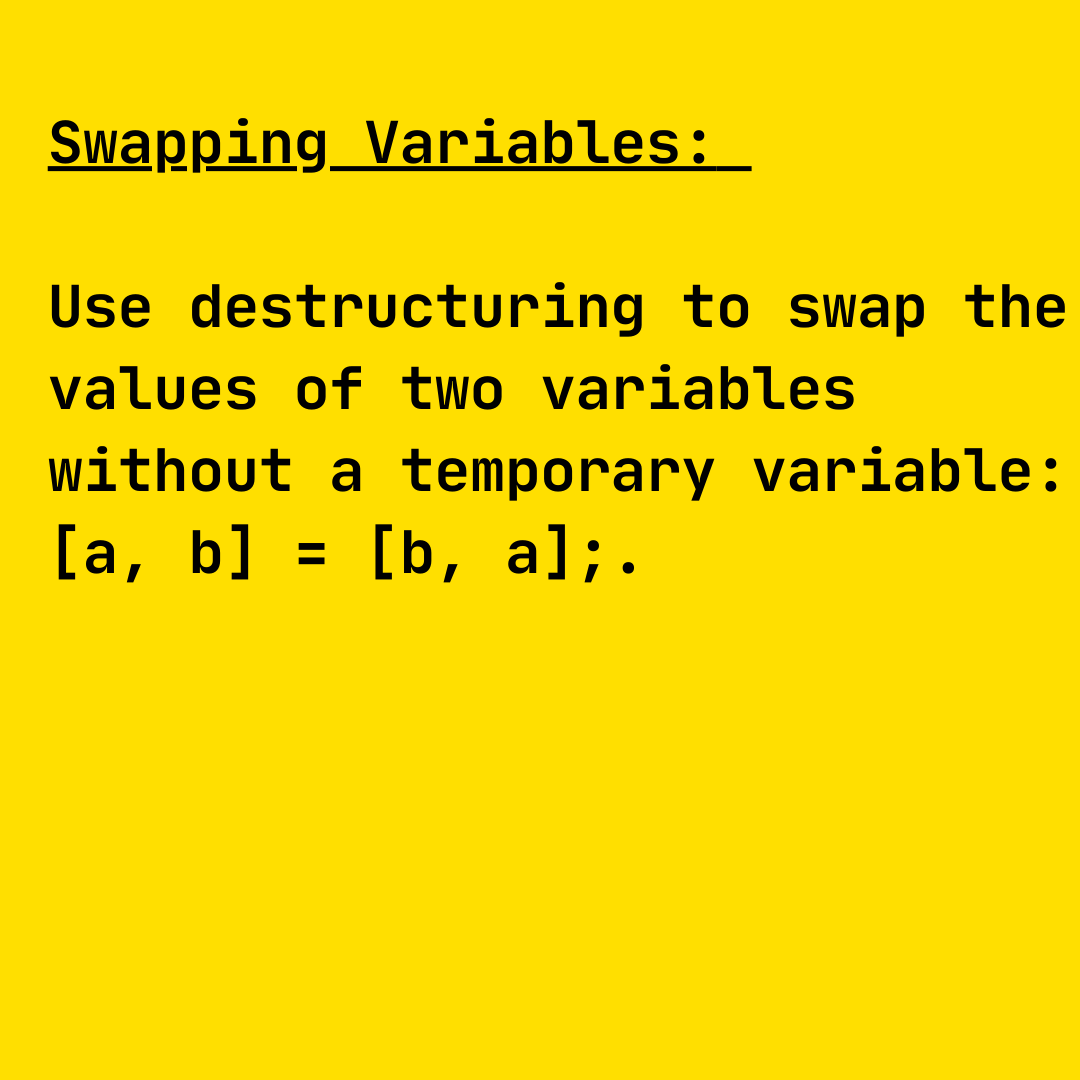 Swapping Variables:
Use destructuring to swap the
values of two variables
without a temporary variable:
[a, b] = [b, a];.